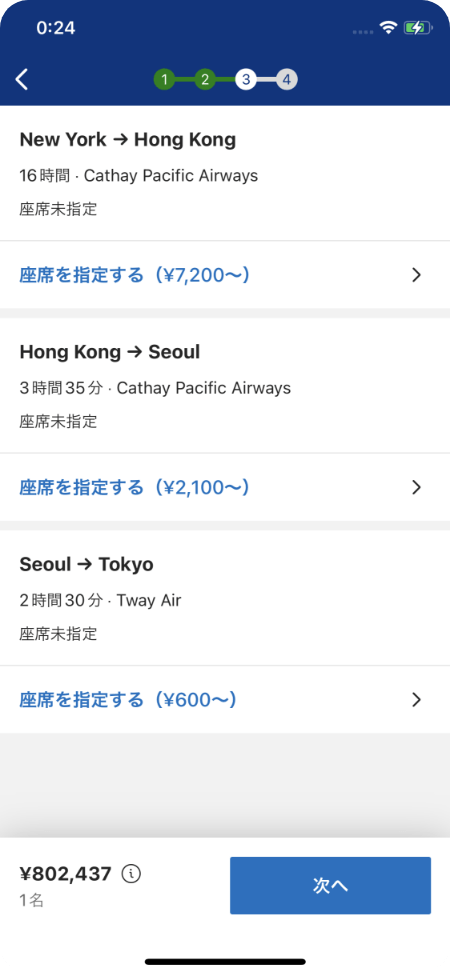 0:24
1 2 3 4
New York → Hong Kong
16時間 · Cathay Pacific Airways
座席未指定
座席を指定する（¥7,200〜）
Hong Kong → Seoul
3時間35分 · Cathay Pacific Airways
座席未指定
座席を指定する（¥2,100〜）
Seoul → Tokyo
2時間30分 · Tway Air
座席未指定
座席を指定する（¥600〜）
¥802,437
1名
次へ